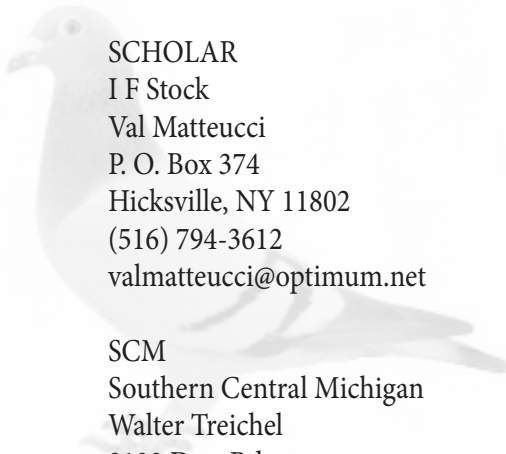 SCHOLAR
I F Stock
Val Matteucci
P. O. Box 374
Hicksville, NY 11802
(516) 794-3612
valmatteucci@optimum.net
SCM
Southern Central Michigan
Walter Treichel